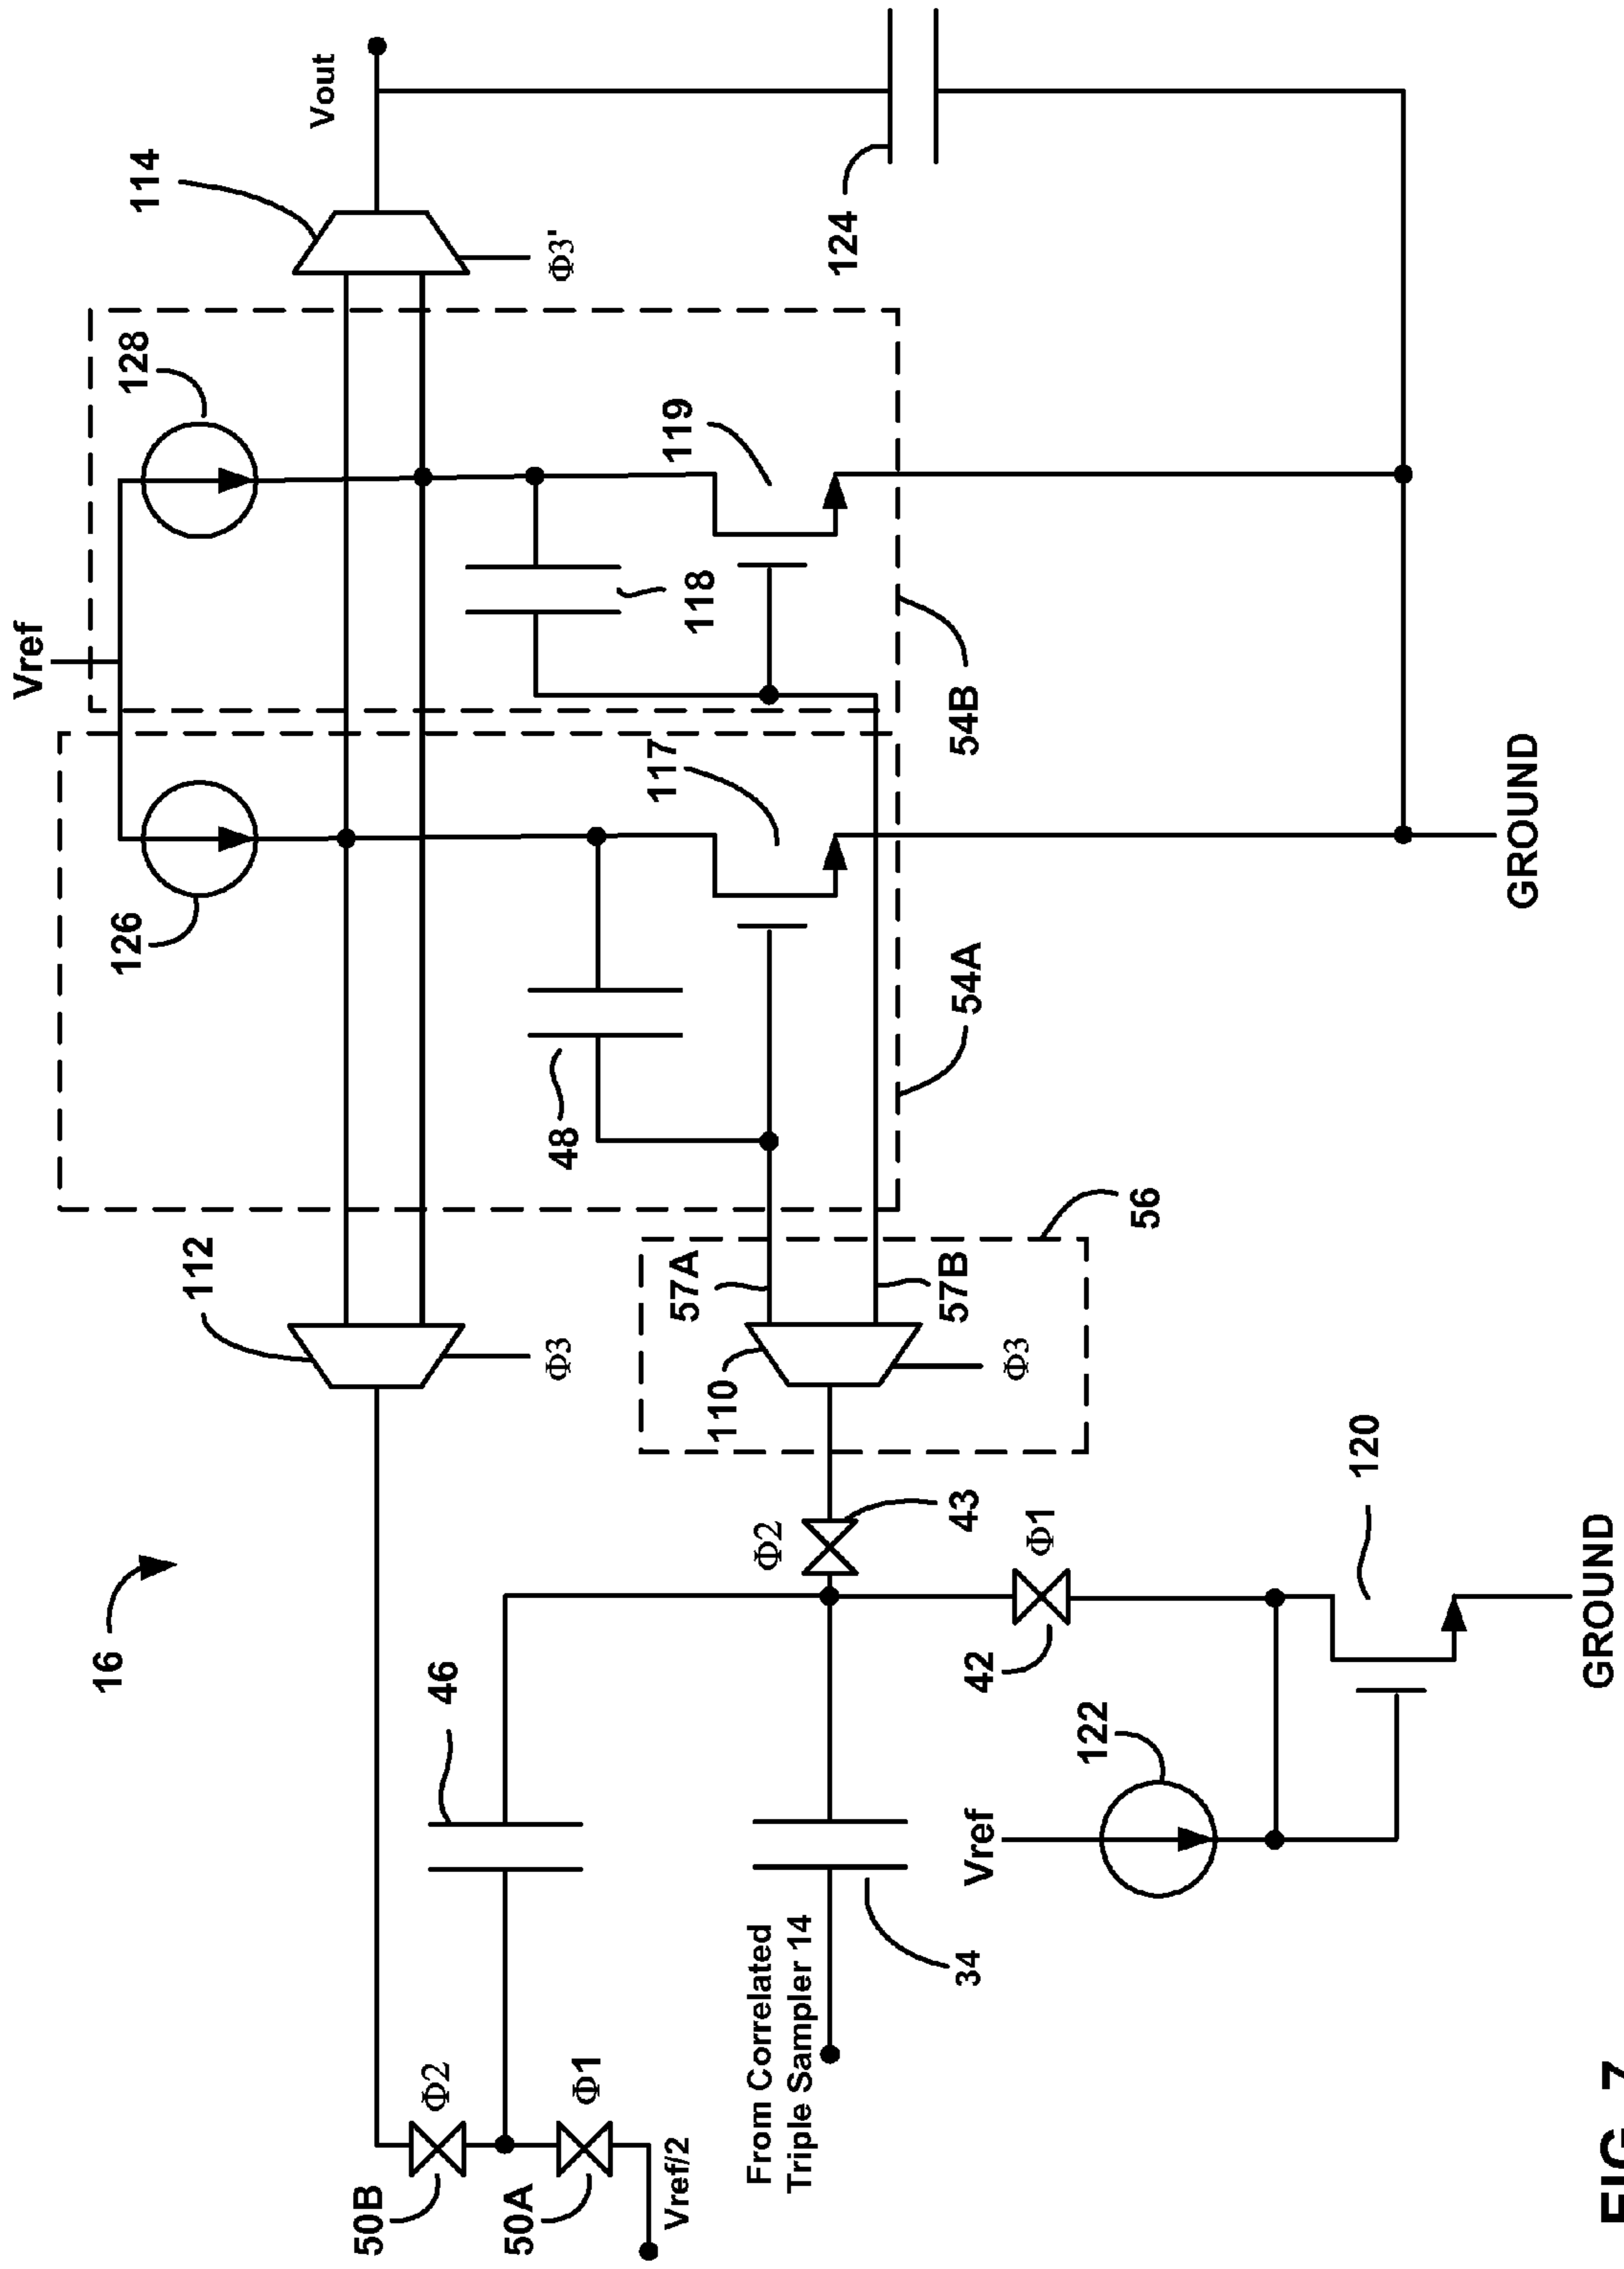 Vref
Vout
114
Φ3'
128
126
119
118
124
117
48
54B
54A
GROUND
112
Φ3
57A
57B
56
110
Φ3
16
Φ2
43
Φ1
42
120
46
122
Vref
34
GROUND
From Correlated
Triple Sampler 14
Φ2
50B
Φ1
50A
Vref/2
FIG. 7